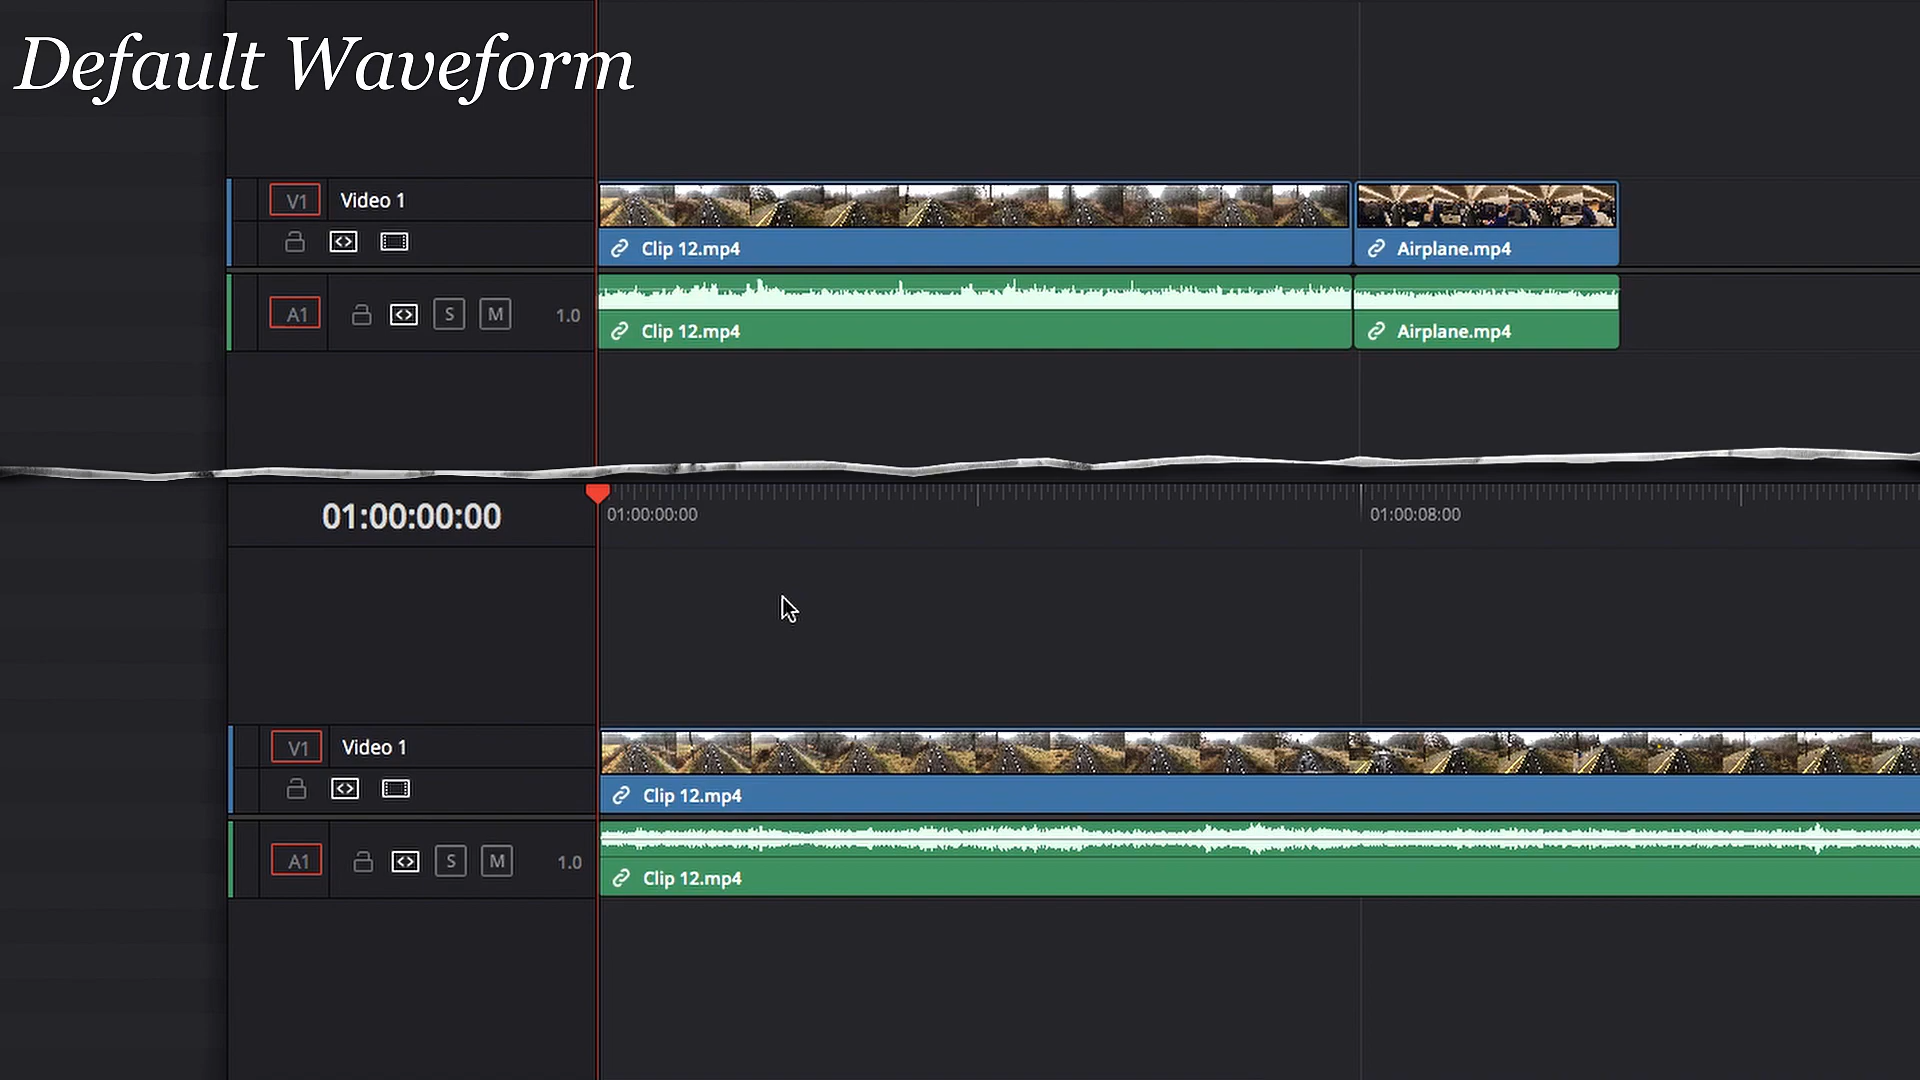 Default Waveform
V1 Video 1
Clip 12.mp4 Airplane.mp4
A1 S M 1.0
Clip 12.mp4 Airplane.mp4
01:00:00:00 01:00:00:00 01:00:08:00
V1 Video 1
Clip 12.mp4
A1 S M 1.0
Clip 12.mp4